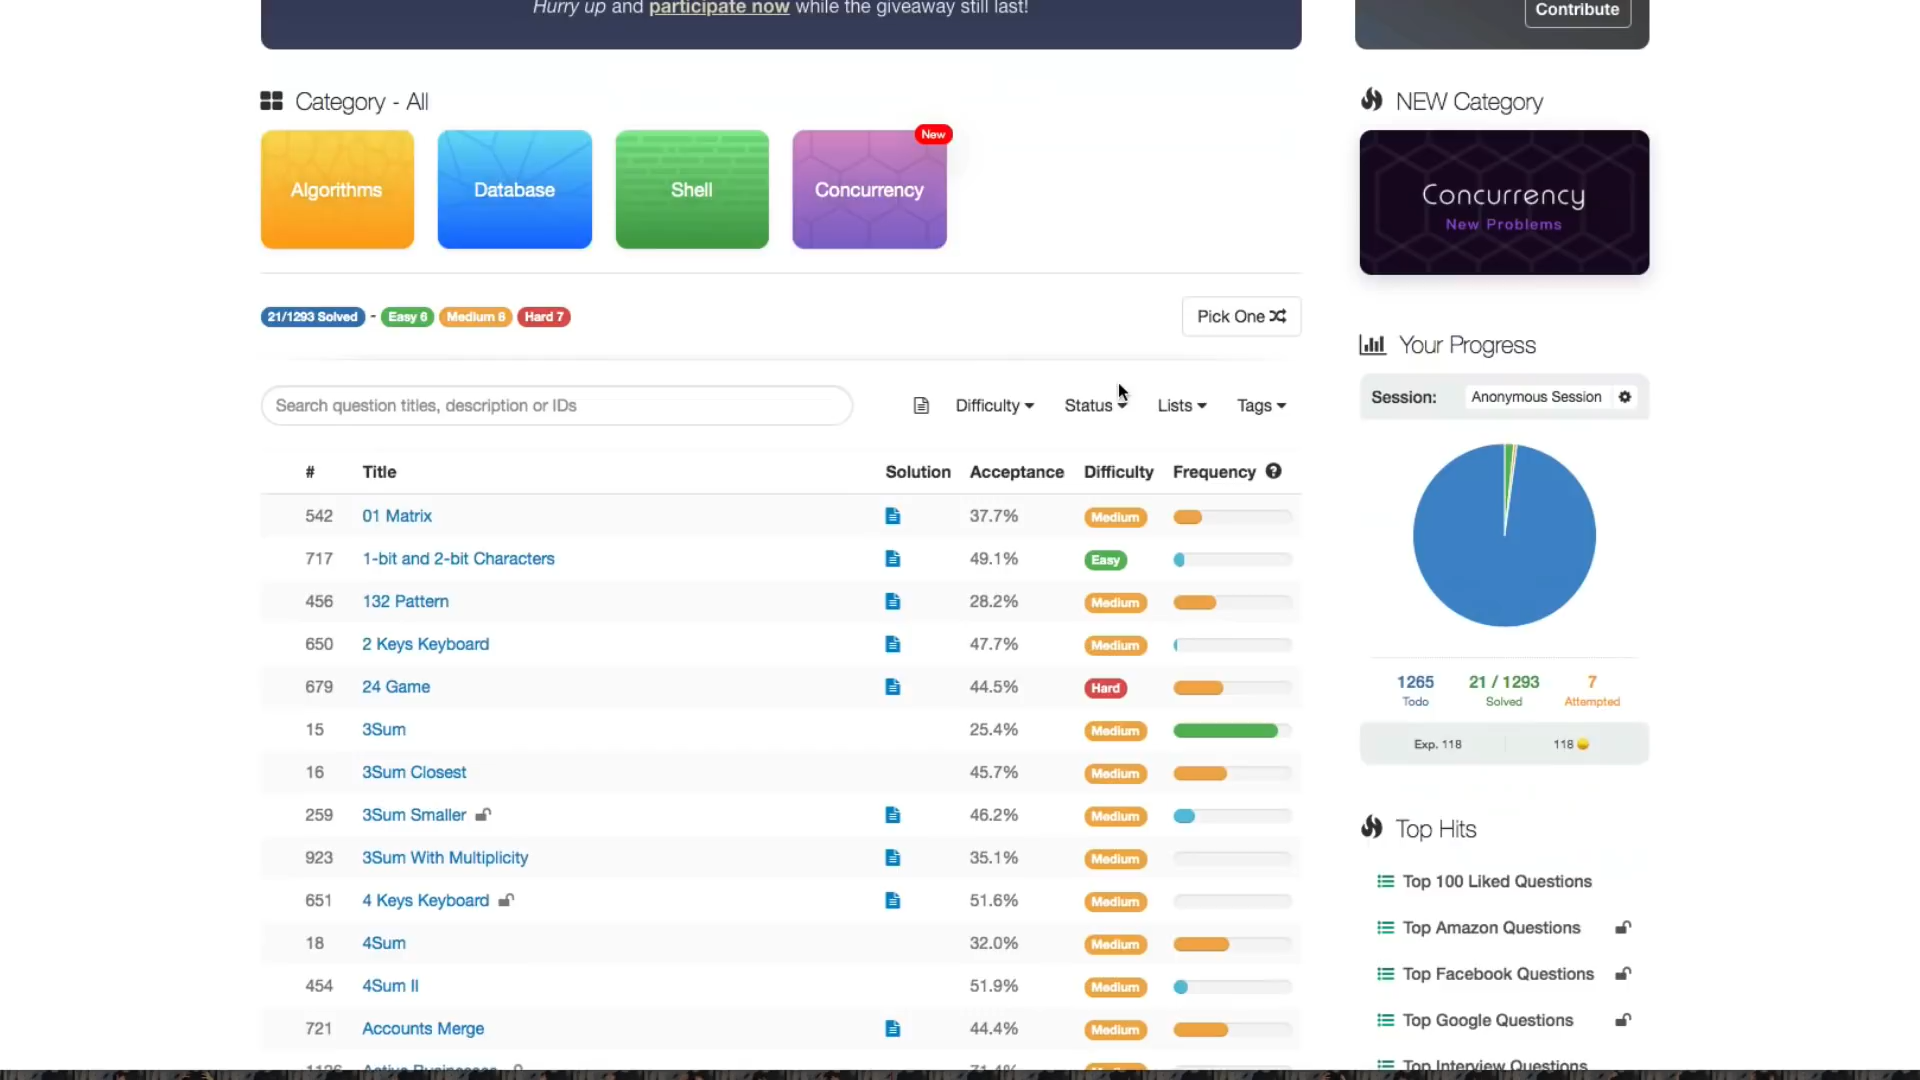 Hurry up and participate now while the giveaway still last!
Contribute
Category - All
Algorithms
Database
Shell
Concurrency
New
NEW Category
Concurrency
New Problems
21/1293 Solved - Easy 6 Medium 8 Hard 7
Pick One
Your Progress
Session: Anonymous Session
Search question titles, description or IDs
Difficulty Status Lists Tags
# Title Solution Acceptance Difficulty Frequency
542 01 Matrix 37.7% Medium
717 1-bit and 2-bit Characters 49.1% Easy
456 132 Pattern 28.2% Medium
650 2 Keys Keyboard 47.7% Medium
679 24 Game 44.5% Hard
15 3Sum 25.4% Medium
16 3Sum Closest 45.7% Medium
259 3Sum Smaller 46.2% Medium
923 3Sum With Multiplicity 35.1% Medium
651 4 Keys Keyboard 51.6% Medium
18 4Sum 32.0% Medium
454 4Sum II 51.9% Medium
721 Accounts Merge 44.4% Medium
1265 21 / 1293 7
Todo Solved Attempted
Exp. 118 118
Top Hits
Top 100 Liked Questions
Top Amazon Questions
Top Facebook Questions
Top Google Questions
Top Interview Questions